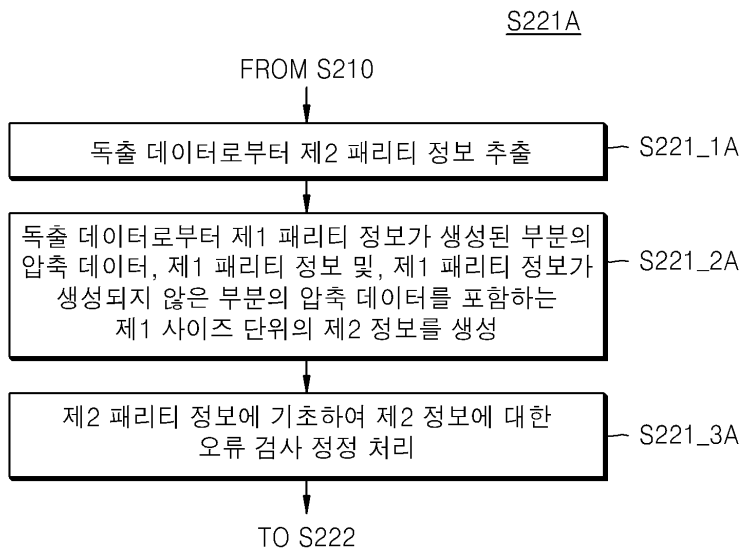 S221A
FROM S210
독출 데이터로부터 제2 패리티 정보 추출
S221_1A
독출 데이터로부터 제1 패리티 정보가 생성된 부분의
압축 데이터, 제1 패리티 정보 및, 제1 패리티 정보가
생성되지 않은 부분의 압축 데이터를 포함하는
제1 사이즈 단위의 제2 정보를 생성
S221_2A
제2 패리티 정보에 기초하여 제2 정보에 대한
오류 검사 정정 처리
S221_3A
TO S222